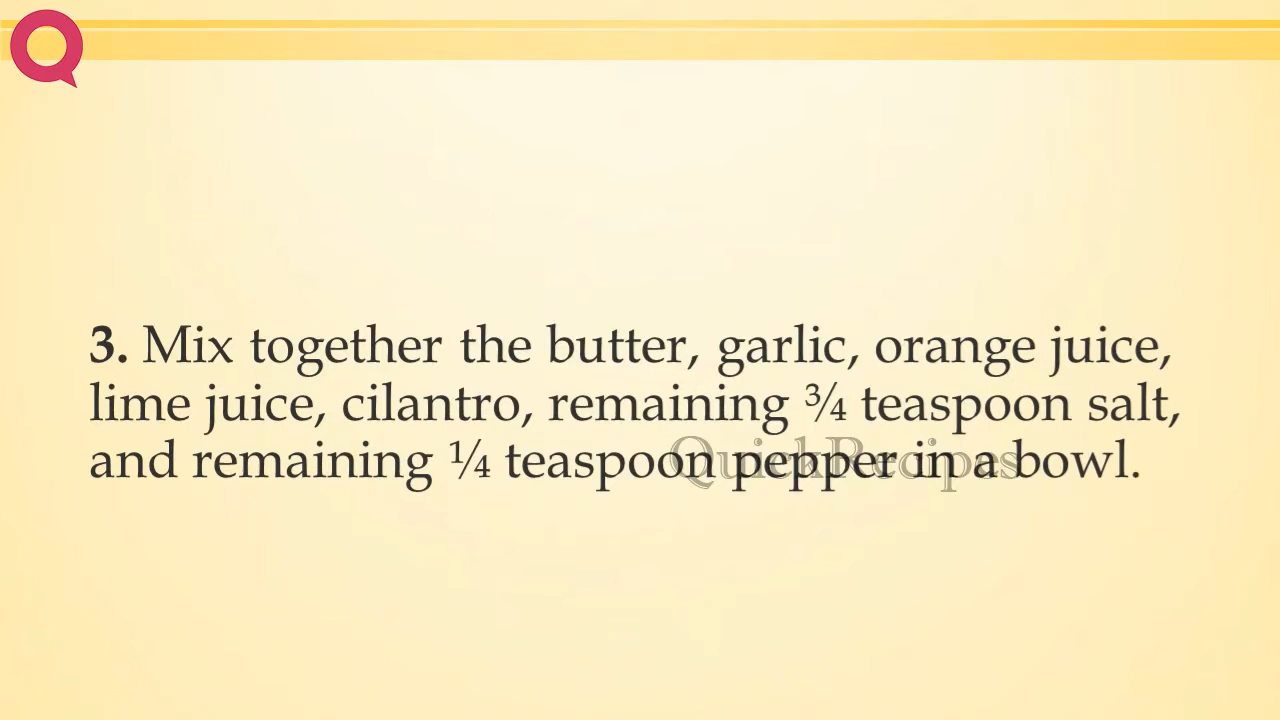 3. Mix together the butter, garlic, orange juice,
lime juice, cilantro, remaining ¾ teaspoon salt,
and remaining ¼ teaspoon pepper in a bowl.
QuickRecipes